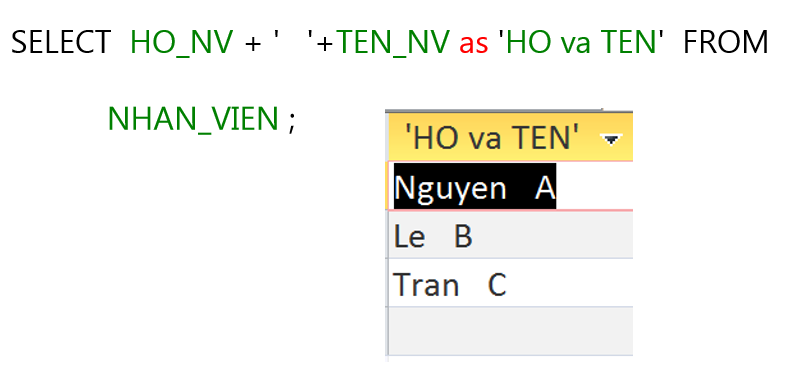 SELECT HO_NV + ' '+TEN_NV as 'HO va TEN' FROM
NHAN_VIEN ;
'HO va TEN'
Nguyen A
Le B
Tran C